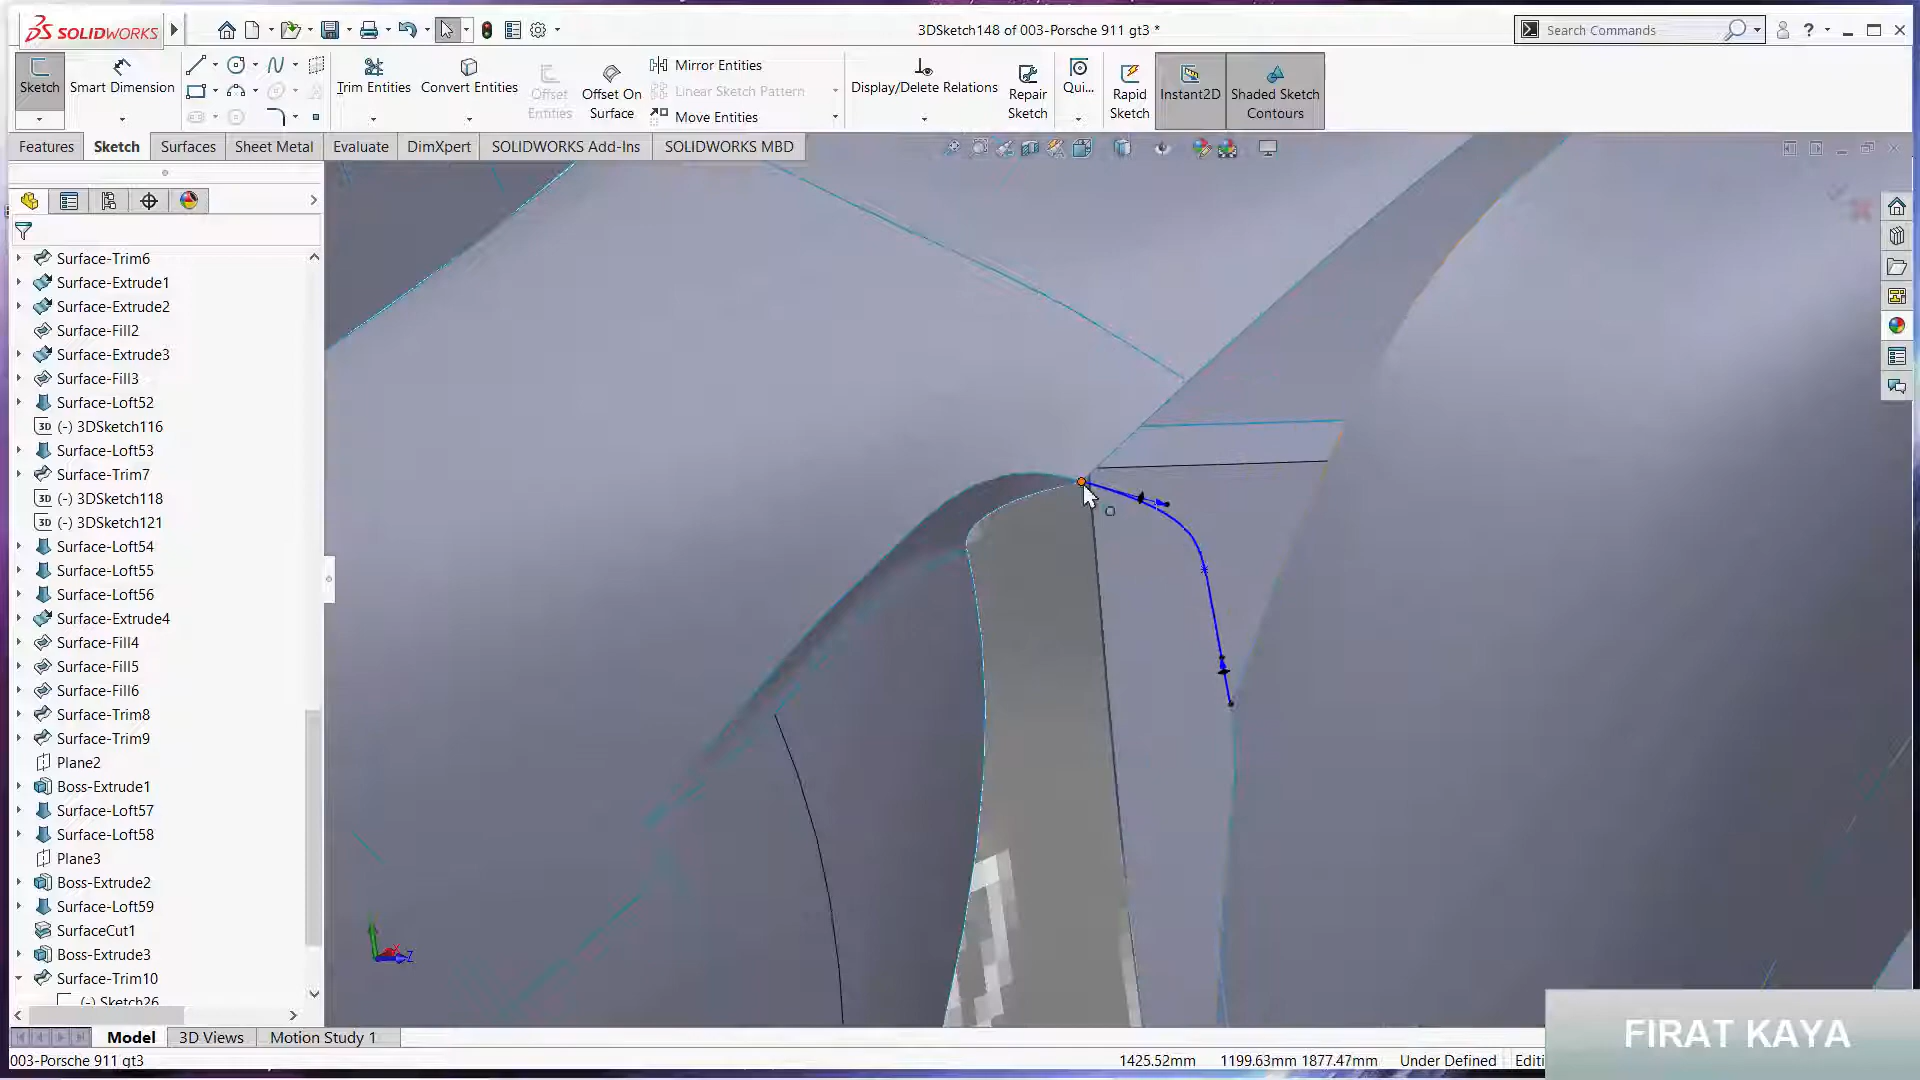 SOLIDWORKS
3DSketch148 of 003-Porsche 911 gt3 *
Search Commands
Sketch
Smart Dimension
Trim Entities
Convert Entities
Offset Entities
Offset On Surface
Mirror Entities
Linear Sketch Pattern
Move Entities
Display/Delete Relations
Repair Sketch
Qui...
Rapid Sketch
Instant2D
Shaded Sketch Contours
Features
Sketch
Surfaces
Sheet Metal
Evaluate
DimXpert
SOLIDWORKS Add-Ins
SOLIDWORKS MBD
Surface-Trim6
Surface-Extrude1
Surface-Extrude2
Surface-Fill2
Surface-Extrude3
Surface-Fill3
Surface-Loft52
3D (-) 3DSketch116
Surface-Loft53
Surface-Trim7
3D (-) 3DSketch118
3D (-) 3DSketch121
Surface-Loft54
Surface-Loft55
Surface-Loft56
Surface-Extrude4
Surface-Fill4
Surface-Fill5
Surface-Fill6
Surface-Trim8
Surface-Trim9
Plane2
Boss-Extrude1
Surface-Loft57
Surface-Loft58
Plane3
Boss-Extrude2
Surface-Loft59
SurfaceCut1
Boss-Extrude3
Surface-Trim10
(-) Sketch26
Z
Model
3D Views
Motion Study 1
FIRAT KAYA
003-Porsche 911 gt3
1425.52mm
1199.63mm 1877.47mm
Under Defined
Editi